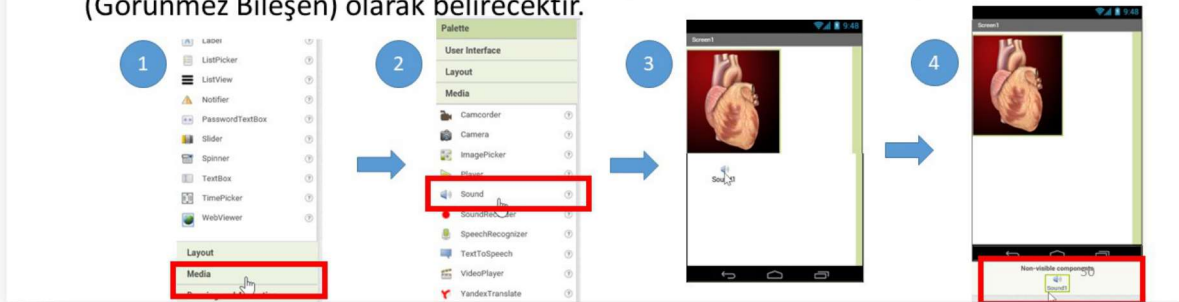 (Görünmez Bileşen) olarak belirecektir.
1
Label
ListPicker
ListView
Notifier
PasswordTextBox
Slider
Spinner
TextBox
TimePicker
WebViewer
Layout
Media
2
Palette
User Interface
Layout
Media
Camcorder
Camera
ImagePicker
Player
Sound
SoundRecorder
SpeechRecognizer
TextToSpeech
VideoPlayer
YandexTranslate
3
9:48
Screen1
Sound1
4
9:48
Screen1
Non-visible components
50
Sound1